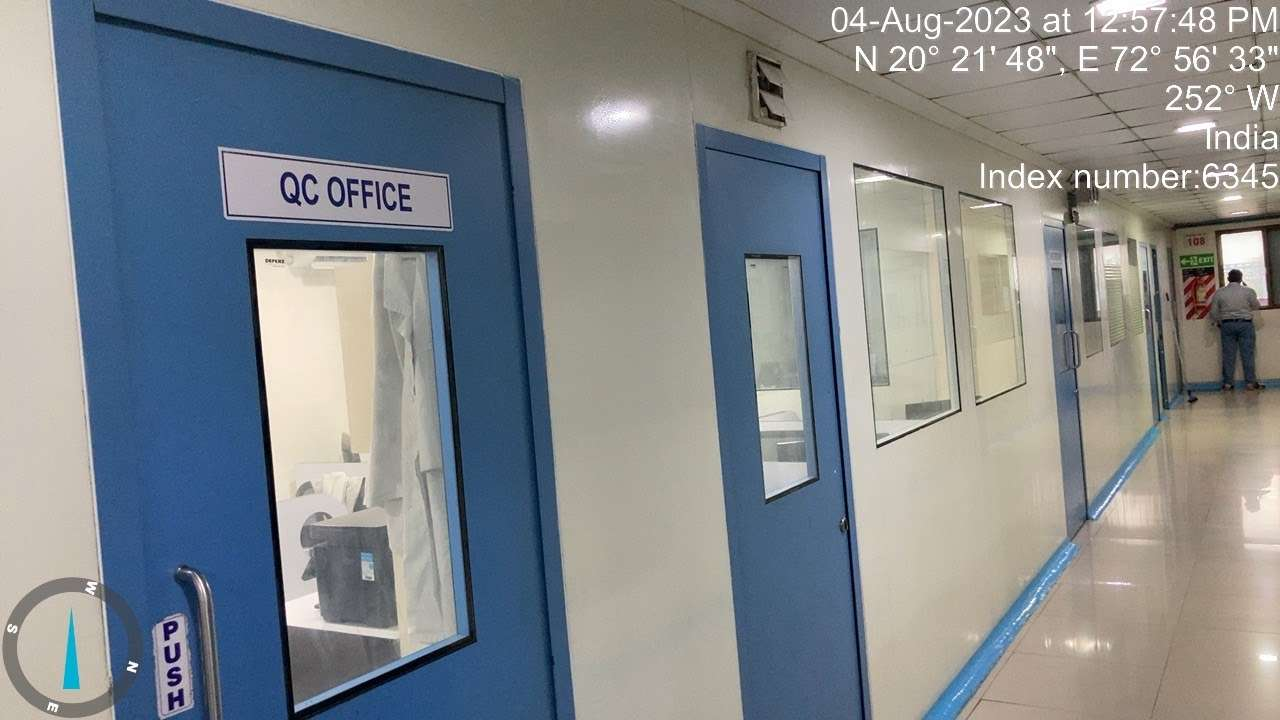 04-Aug-2023 at 12:57:48 PM
N 20° 21' 48", E 72° 56' 33"
252° W
India
Index number:6345
QC OFFICE
108
EXIT
PUSH
W
S
N
E